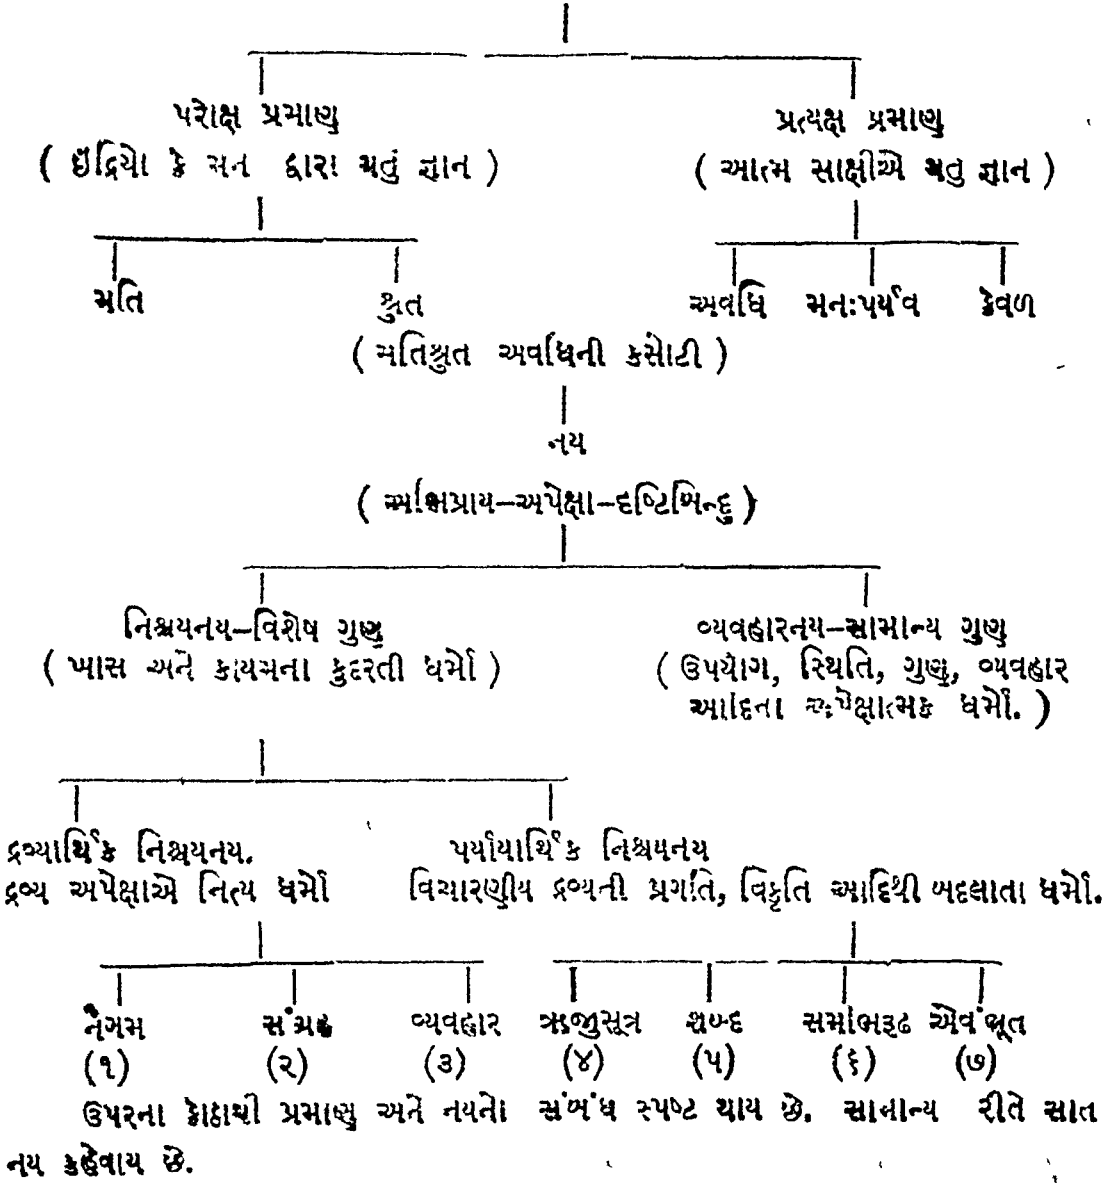 પરોક્ષ પ્રમાણ પ્રત્યક્ષ પ્રમાણ
( ઇંદ્રિયો કે મન દ્વારા થતું જ્ઞાન ) ( આત્મ સાક્ષીએ થતુ જ્ઞાન )
મતિ શ્રુત અવધિ મનઃપર્યવ કેવળ
( મતિશ્રુત અવધિની કસોટી )
નય
( અભિપ્રાય–અપેક્ષા–દષ્ટિબિન્દુ )
નિશ્ચયનય–વિશેષ ગુણ વ્યવહારનય–સામાન્ય ગુણ
( ખાસ અને કાયમના કુદરતી ધર્મો ) ( ઉપયોગ, સ્થિતિ, ગુણ, વ્યવહાર
આદિના અપેક્ષાત્મક ધર્મો. )
દ્રવ્યાર્થિક નિશ્ચયનય. પર્યાયાર્થિક નિશ્ચયનય
દ્રવ્ય અપેક્ષાએ નિત્ય ધર્મો વિચારણીય દ્રવ્યની પ્રગતિ, વિકૃતિ આદિથી બદલાતા ધર્મો.
નૈગમ સંગ્રહ વ્યવહાર ઋજુસૂત્ર શબ્દ સમભિરૂઢ એવંભૂત
(૧) (૨) (૩) (૪) (૫) (૬) (૭)
ઉપરના કોઠાથી પ્રમાણ અને નયનો સંબંધ સ્પષ્ટ થાય છે. સામાન્ય રીતે સાત
નય કહેવાય છે.